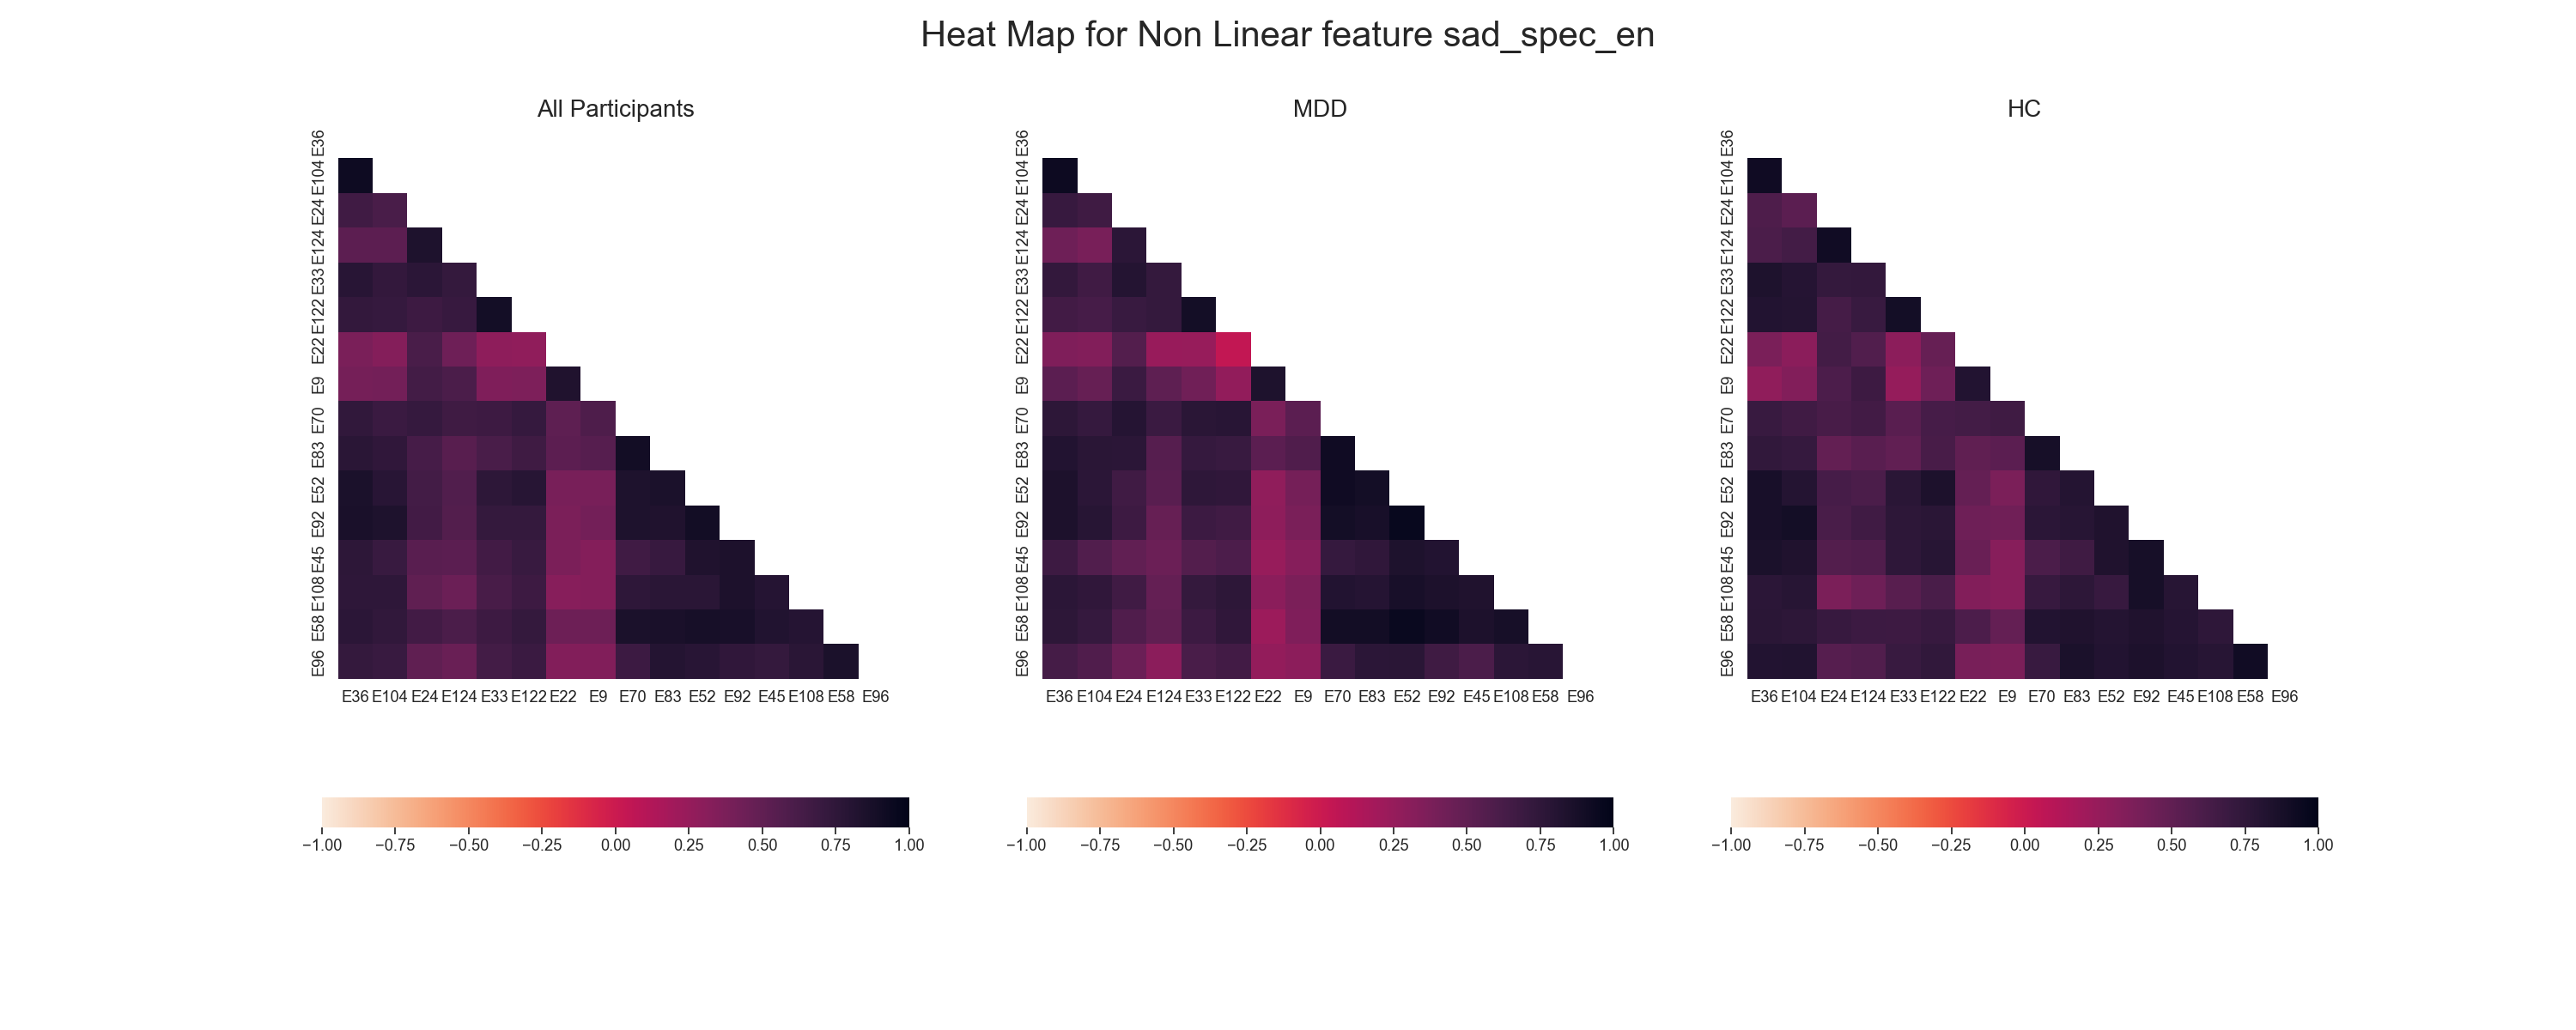 Heat Map for Non Linear feature sad_spec_en
All Participants
E36
E104
E24
E124
E33
E122
E22
E9
E70
E83
E52
E92
E45
E108
E58
E96
E36 E104 E24 E124 E33 E122 E22 E9 E70 E83 E52 E92 E45 E108 E58 E96
−1.00 −0.75 −0.50 −0.25 0.00 0.25 0.50 0.75 1.00
MDD
E36
E104
E24
E124
E33
E122
E22
E9
E70
E83
E52
E92
E45
E108
E58
E96
E36 E104 E24 E124 E33 E122 E22 E9 E70 E83 E52 E92 E45 E108 E58 E96
−1.00 −0.75 −0.50 −0.25 0.00 0.25 0.50 0.75 1.00
HC
E36
E104
E24
E124
E33
E122
E22
E9
E70
E83
E52
E92
E45
E108
E58
E96
E36 E104 E24 E124 E33 E122 E22 E9 E70 E83 E52 E92 E45 E108 E58 E96
−1.00 −0.75 −0.50 −0.25 0.00 0.25 0.50 0.75 1.00